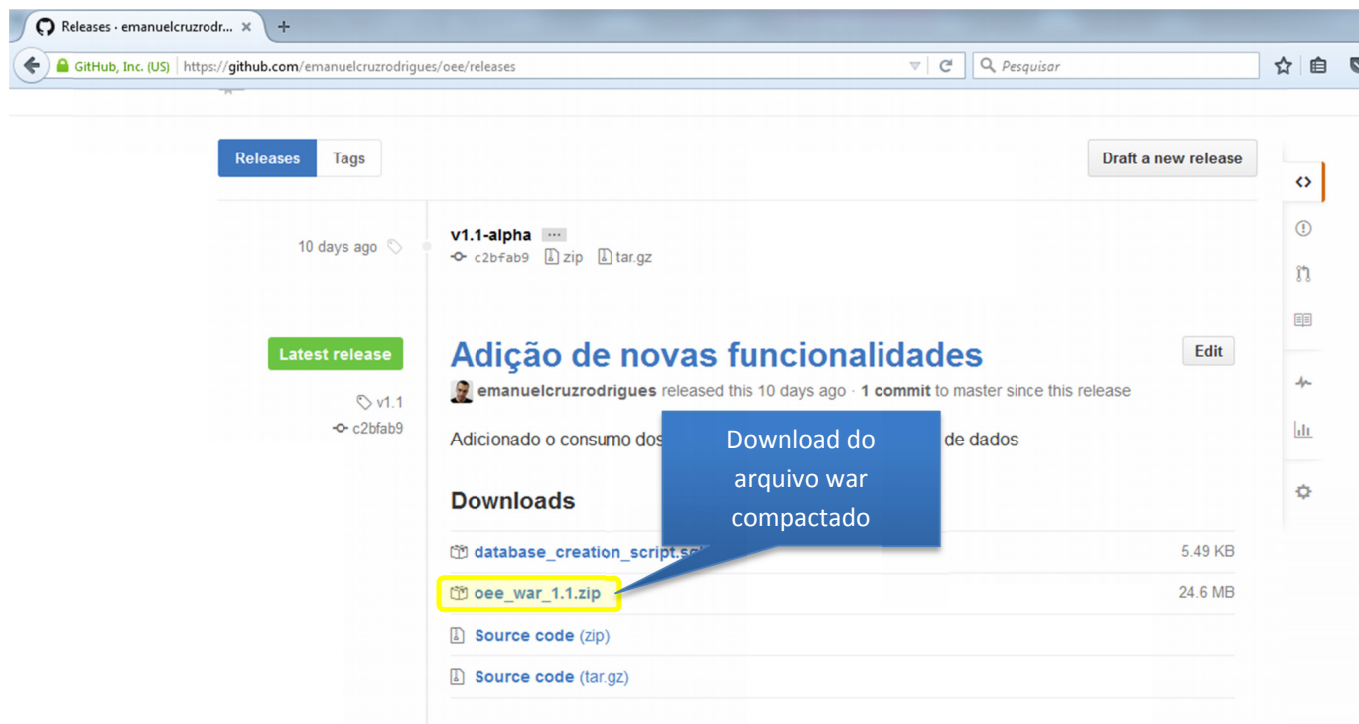 Releases · emanuelcruzrodr... × +
GitHub, Inc. (US) https://github.com/emanuelcruzrodrigues/oee/releases Pesquisar
Releases Tags Draft a new release
10 days ago v1.1-alpha ...
c2bfab9 zip tar.gz
Latest release Adição de novas funcionalidades Edit
emanuelcruzrodrigues released this 10 days ago · 1 commit to master since this release
v1.1
c2bfab9
Adicionado o consumo dos de dados
Download do
arquivo war
compactado
Downloads
database_creation_script.s 5.49 KB
oee_war_1.1.zip 24.6 MB
Source code (zip)
Source code (tar.gz)